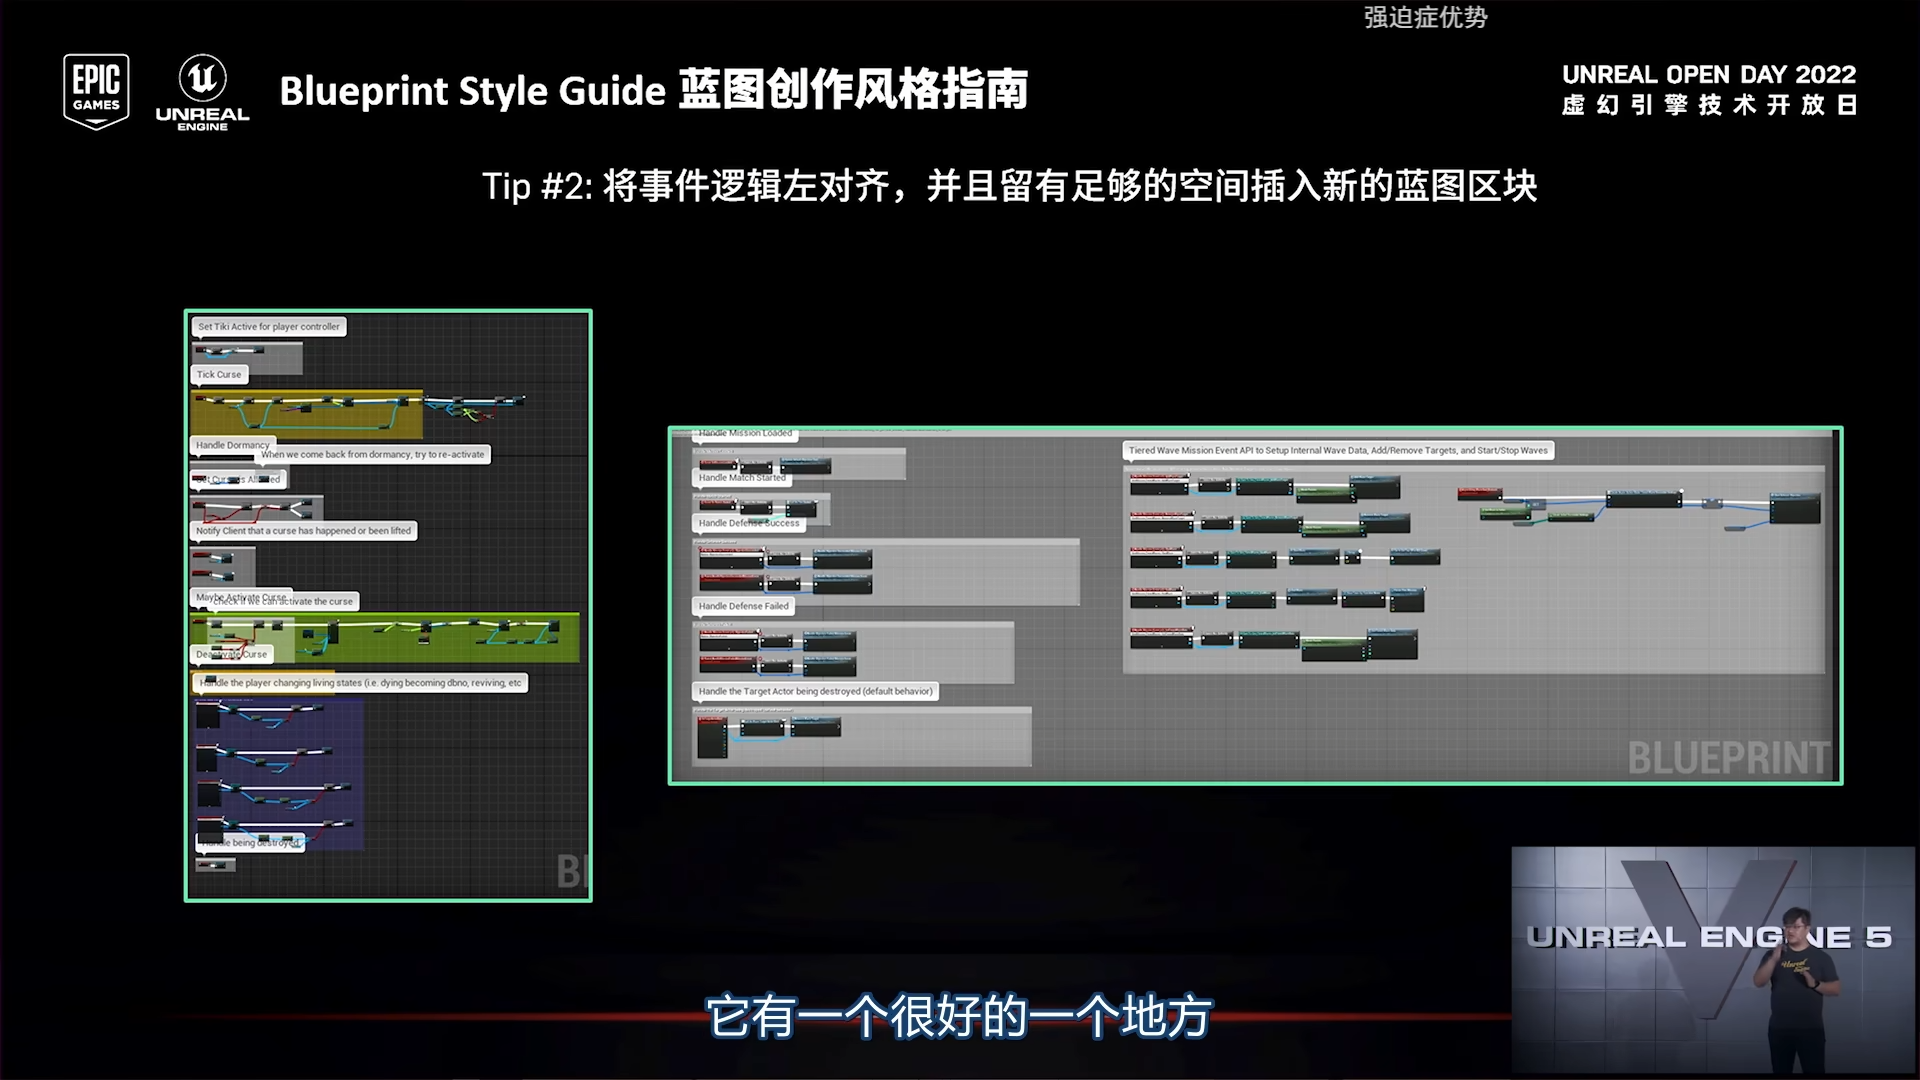 强迫症优势
EPIC GAMES
UNREAL ENGINE
Blueprint Style Guide 蓝图创作风格指南
UNREAL OPEN DAY 2022
虚幻引擎技术开放日
Tip #2: 将事件逻辑左对齐，并且留有足够的空间插入新的蓝图区块
Set Tiki Active for player controller
Tick Curse
Handle Dormancy
When we come back from dormancy, try to re-activate
Notify Client that a curse has happened or been lifted
Maybe Activate Curse
check if we can activate the curse
Deactivate Curse
Handle the player changing living states (i.e. dying becoming dbno, reviving, etc
Handle being destroyed
Handle Mission Loaded
Handle Match Started
Handle Defense Success
Handle Defense Failed
Handle the Target Actor being destroyed (default behavior)
Tiered Wave Mission Event API to Setup Internal Wave Data, Add/Remove Targets, and Start/Stop Waves
BLUEPRINT
UNREAL ENGINE 5
它有一个很好的一个地方